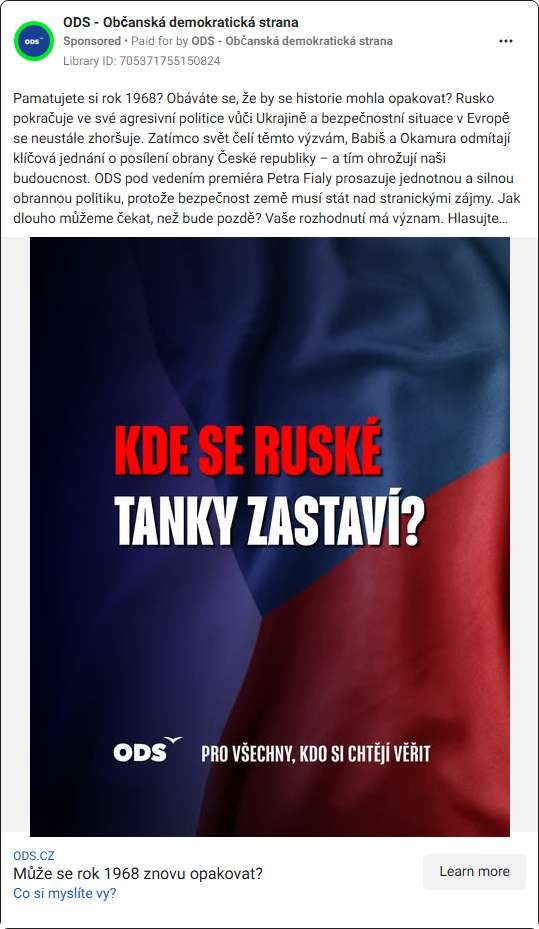 ODS - Občanská demokratická strana
Sponsored • Paid for by ODS - Občanská demokratická strana
Library ID: 705371755150824
Pamatujete si rok 1968? Obáváte se, že by se historie mohla opakovat? Rusko
pokračuje ve své agresivní politice vůči Ukrajině a bezpečnostní situace v Evropě
se neustále zhoršuje. Zatímco svět čelí těmto výzvám, Babiš a Okamura odmítají
klíčová jednání o posílení obrany České republiky – a tím ohrožují naši
budoucnost. ODS pod vedením premiéra Petra Fialy prosazuje jednotnou a silnou
obrannou politiku, protože bezpečnost země musí stát nad stranickými zájmy. Jak
dlouho můžeme čekat, než bude pozdě? Vaše rozhodnutí má význam. Hlasujte...
KDE SE RUSKÉ
TANKY ZASTAVÍ?
ODS PRO VŠECHNY, KDO SI CHTĚJÍ VĚŘIT
ODS.CZ
Může se rok 1968 znovu opakovat?
Co si myslíte vy?
Learn more